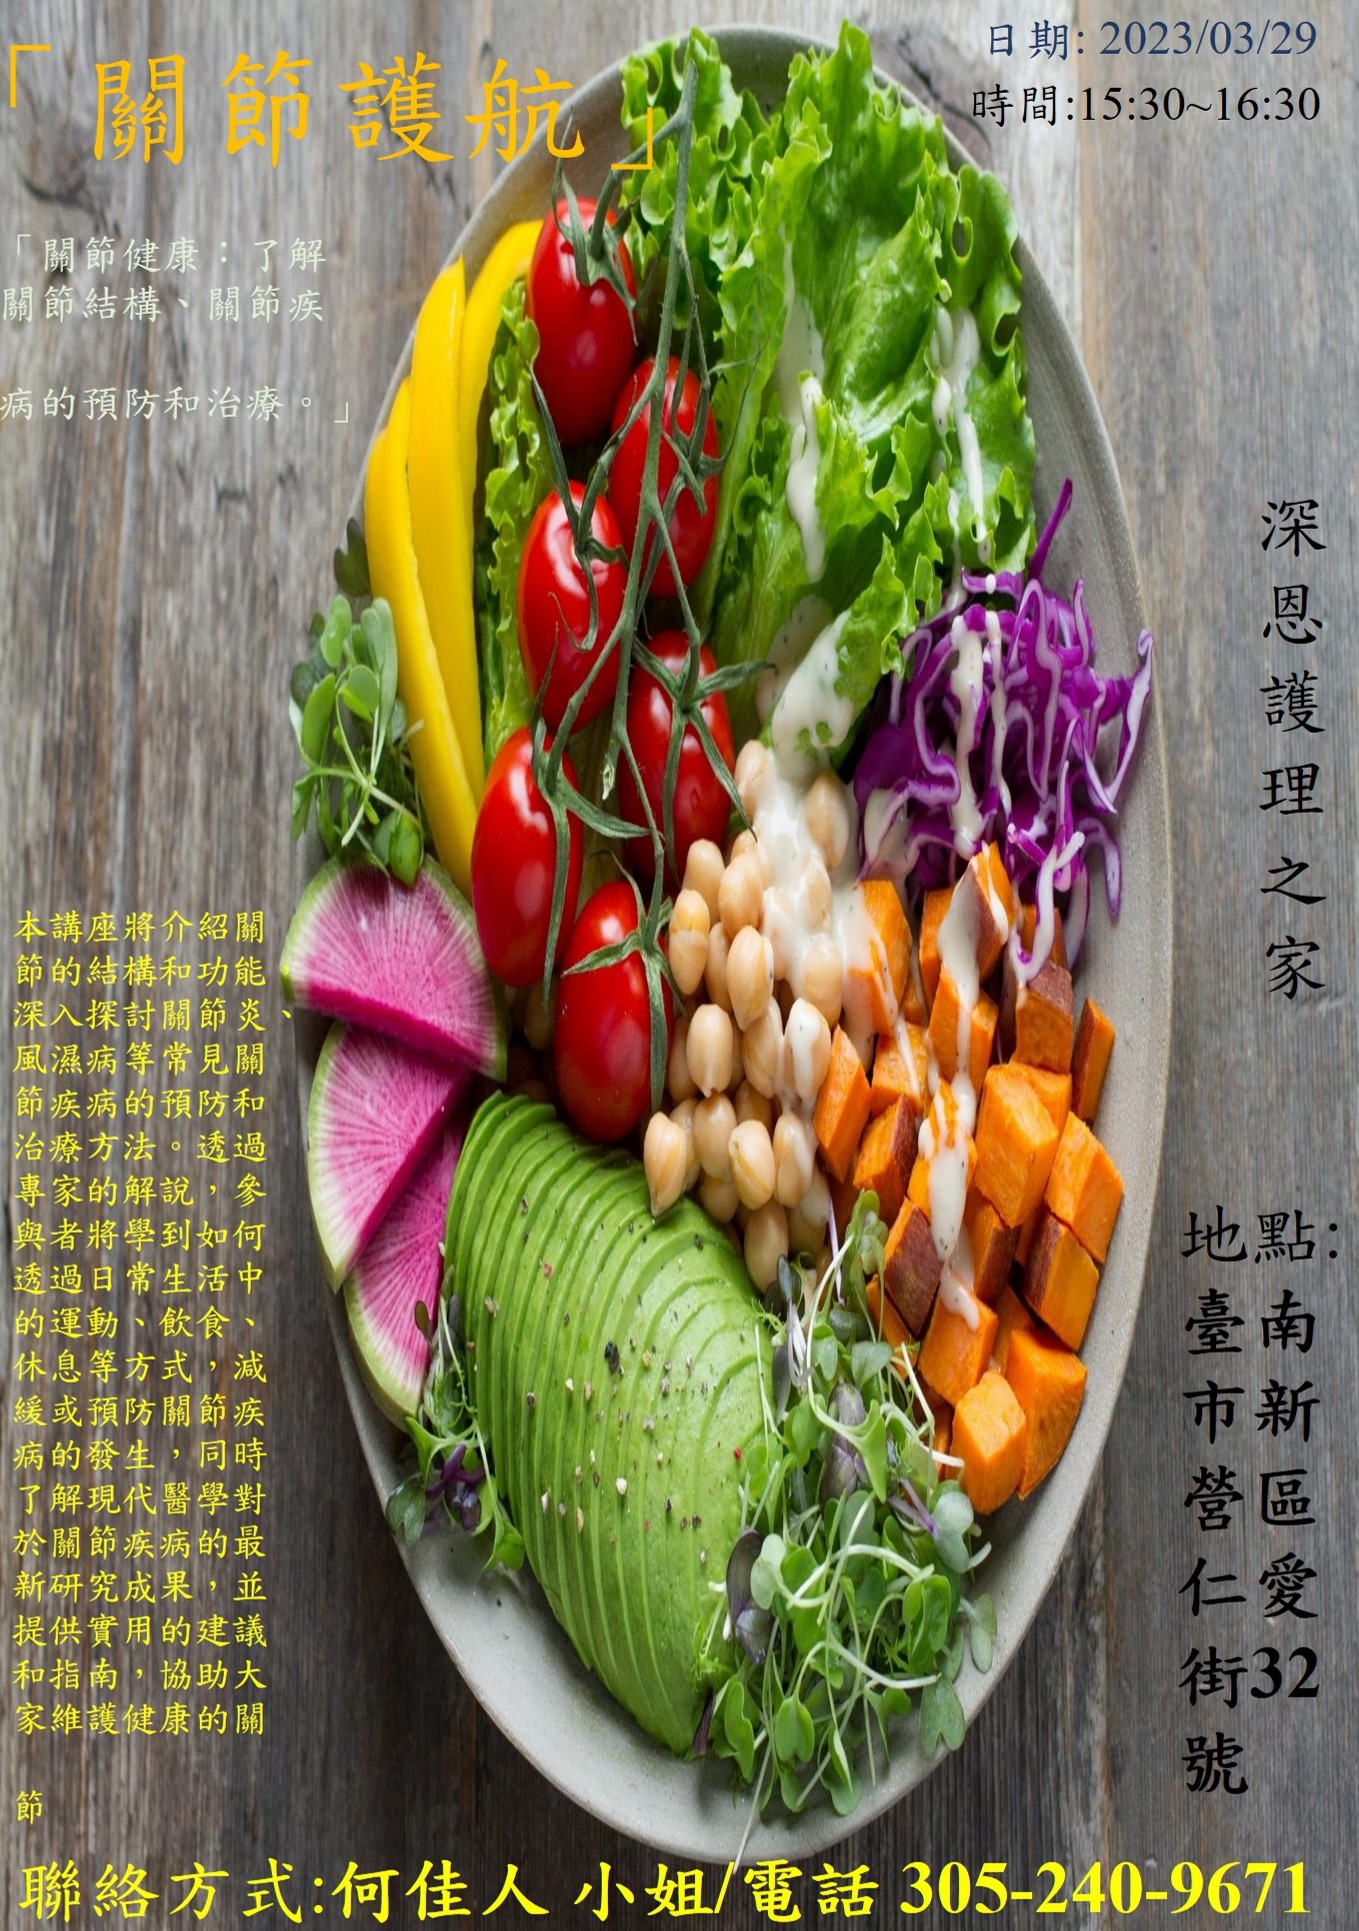 「關節護航」
日期: 2023/03/29
時間:15:30~16:30
「關節健康：了解
關節結構、關節疾
病的預防和治療。」
深恩護理之家
本講座將介紹關
節的結構和功能，
深入探討關節炎、
風濕病等常見關
節疾病的預防和
治療方法。透過
專家的解說，參
與者將學到如何
透過日常生活中
的運動、飲食、
休息等方式，減
緩或預防關節疾
病的發生，同時
了解現代醫學對
於關節疾病的最
新研究成果，並
提供實用的建議
和指南，協助大
家維護健康的關
節
地點:
臺南
市新
營區
仁愛
街32
號
聯絡方式:何佳人 小姐/電話 305-240-9671